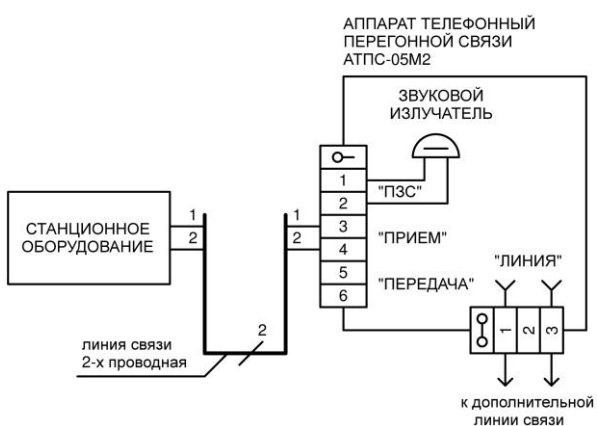 АППАРАТ ТЕЛЕФОННЫЙ
ПЕРЕГОННОЙ СВЯЗИ
АТПС-05М2
ЗВУКОВОЙ
ИЗЛУЧАТЕЛЬ
1
"ПЗС"
2
СТАНЦИОННОЕ
ОБОРУДОВАНИЕ
1
2
1
2
3
"ПРИЕМ"
4
5
"ПЕРЕДАЧА"
6
"ЛИНИЯ"
1
2
3
линия связи
2-х проводная
2
к дополнительной
линии связи